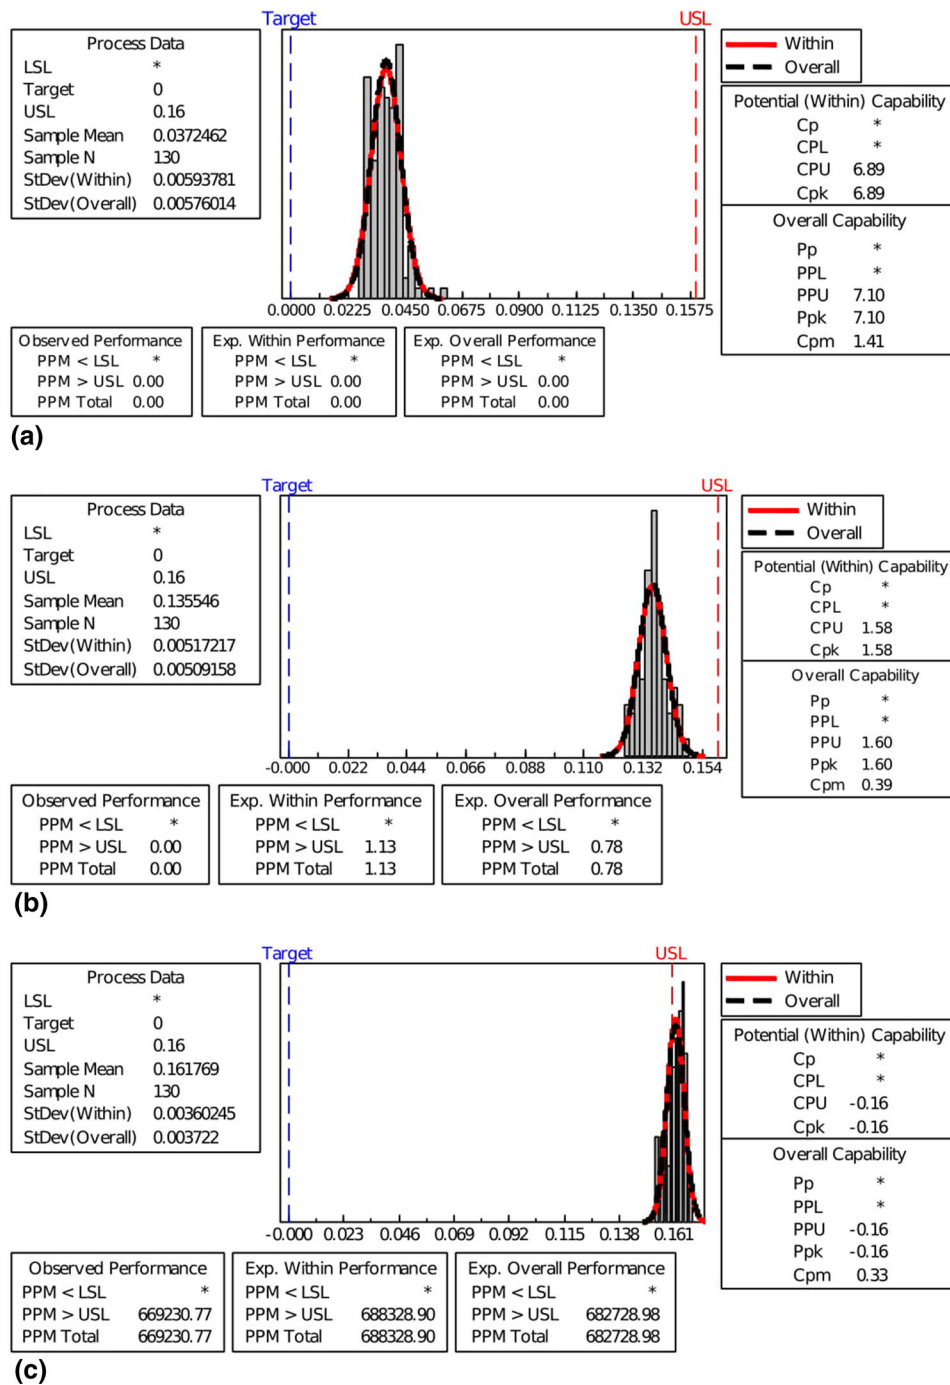 Target USL
Process Data
LSL *
Target 0
USL 0.16
Sample Mean 0.0372462
Sample N 130
StDev(Within) 0.00593781
StDev(Overall) 0.00576014
Within
Overall
Potential (Within) Capability
Cp *
CPL *
CPU 6.89
Cpk 6.89
Overall Capability
Pp *
PPL *
PPU 7.10
Ppk 7.10
Cpm 1.41
0.0000 0.0225 0.0450 0.0675 0.0900 0.1125 0.1350 0.1575
Observed Performance
PPM < LSL *
PPM > USL 0.00
PPM Total 0.00
Exp. Within Performance
PPM < LSL *
PPM > USL 0.00
PPM Total 0.00
Exp. Overall Performance
PPM < LSL *
PPM > USL 0.00
PPM Total 0.00
(a)
Target USL
Process Data
LSL *
Target 0
USL 0.16
Sample Mean 0.135546
Sample N 130
StDev(Within) 0.00517217
StDev(Overall) 0.00509158
Within
Overall
Potential (Within) Capability
Cp *
CPL *
CPU 1.58
Cpk 1.58
Overall Capability
Pp *
PPL *
PPU 1.60
Ppk 1.60
Cpm 0.39
-0.000 0.022 0.044 0.066 0.088 0.110 0.132 0.154
Observed Performance
PPM < LSL *
PPM > USL 0.00
PPM Total 0.00
Exp. Within Performance
PPM < LSL *
PPM > USL 1.13
PPM Total 1.13
Exp. Overall Performance
PPM < LSL *
PPM > USL 0.78
PPM Total 0.78
(b)
Target USL
Process Data
LSL *
Target 0
USL 0.16
Sample Mean 0.161769
Sample N 130
StDev(Within) 0.00360245
StDev(Overall) 0.003722
Within
Overall
Potential (Within) Capability
Cp *
CPL *
CPU -0.16
Cpk -0.16
Overall Capability
Pp *
PPL *
PPU -0.16
Ppk -0.16
Cpm 0.33
-0.000 0.023 0.046 0.069 0.092 0.115 0.138 0.161
Observed Performance
PPM < LSL *
PPM > USL 669230.77
PPM Total 669230.77
Exp. Within Performance
PPM < LSL *
PPM > USL 688328.90
PPM Total 688328.90
Exp. Overall Performance
PPM < LSL *
PPM > USL 682728.98
PPM Total 682728.98
(c)